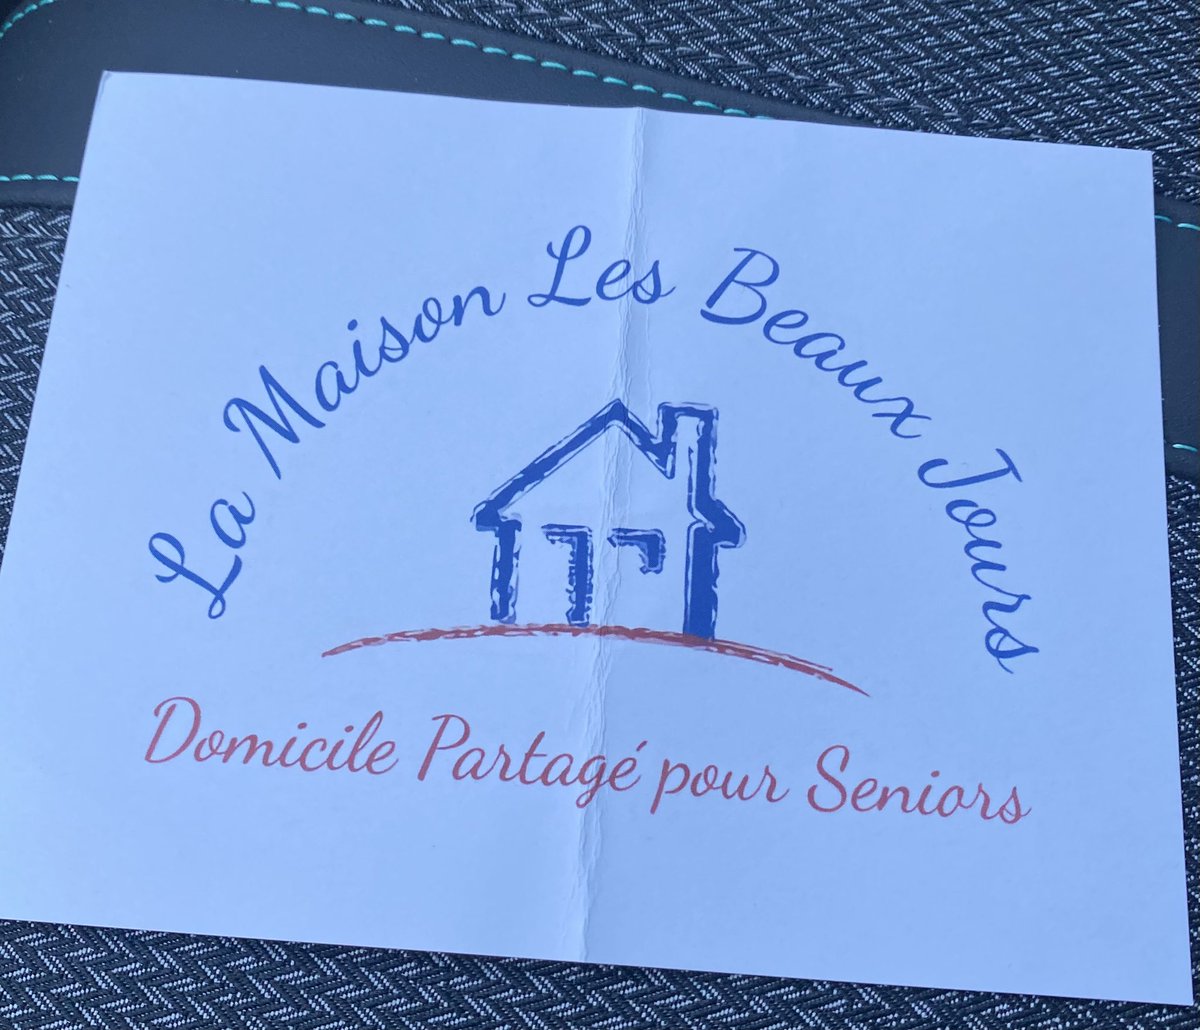 La Maison Les Beaux Jours
Domicile Partagé pour Seniors